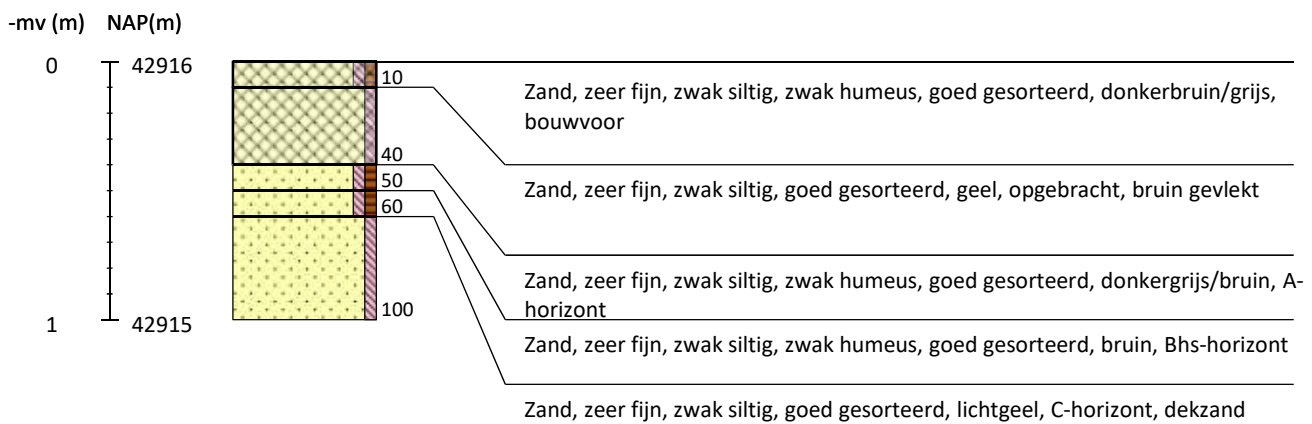 -mv (m) NAP(m)
0 42916
10
Zand, zeer fijn, zwak siltig, zwak humeus, goed gesorteerd, donkerbruin/grijs,
bouwvoor
40
Zand, zeer fijn, zwak siltig, goed gesorteerd, geel, opgebracht, bruin gevlekt
50
60
Zand, zeer fijn, zwak siltig, zwak humeus, goed gesorteerd, donkergrijs/bruin, A-
horizont
100
1 42915
Zand, zeer fijn, zwak siltig, zwak humeus, goed gesorteerd, bruin, Bhs-horizont
Zand, zeer fijn, zwak siltig, goed gesorteerd, lichtgeel, C-horizont, dekzand